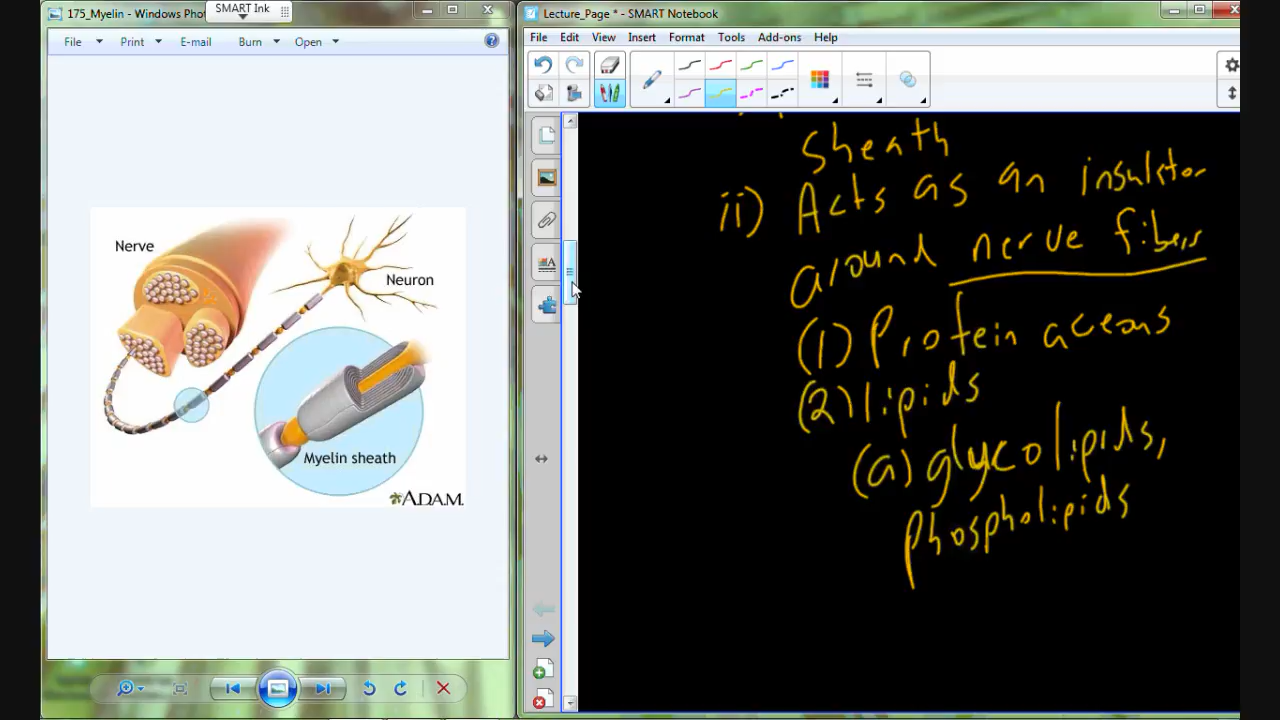 175_Myelin - Windows Pho
SMART Ink
File Print E-mail Burn Open
Nerve
Neuron
Myelin sheath
A.D.A.M.
Lecture_Page * - SMART Notebook
File Edit View Insert Format Tools Add-ons Help
sheath
ii) Acts as an insulator
around nerve fibers
(1) Protein aceous
(2) lipids
(a) glycolipids,
phospholipids